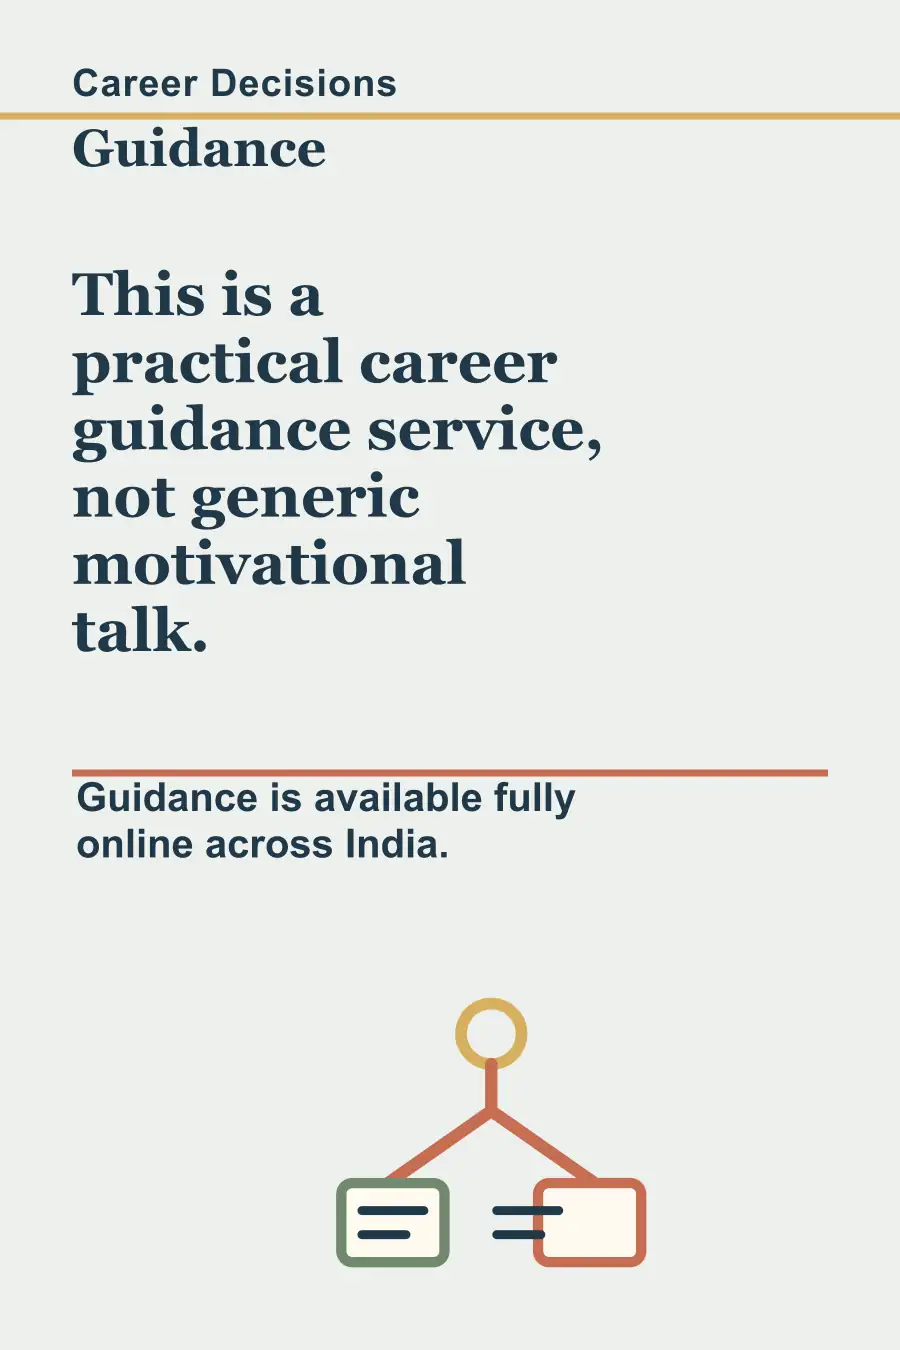 Career Decisions
Guidance
This is a
practical career
guidance service,
not generic
motivational
talk.
Guidance is available fully
online across India.